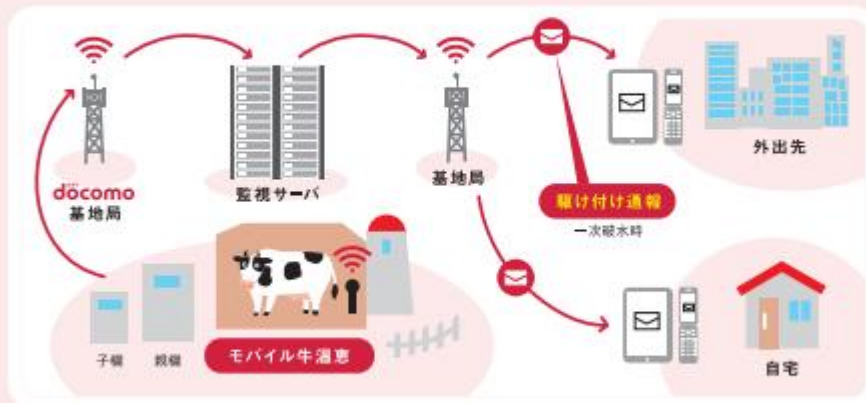 döcomo
基地局
監視サーバ
基地局
外出先
駆け付け通報
一次破水時
子機
親機
モバイル牛温恵
自宅